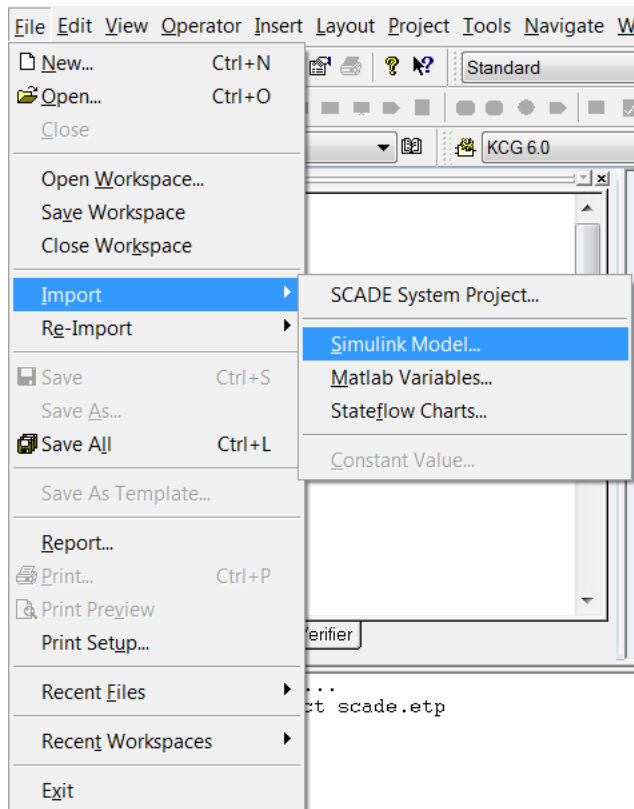 File Edit View Operator Insert Layout Project Tools Navigate W
New... Ctrl+N
Standard
Open... Ctrl+O
Close
KCG 6.0
Open Workspace...
Save Workspace
Close Workspace
Import
SCADE System Project...
Re-Import
Simulink Model...
Save Ctrl+S
Matlab Variables...
Save As...
Stateflow Charts...
Save All Ctrl+L
Constant Value...
Save As Template...
Report...
Print... Ctrl+P
Print Preview
Print Setup...
erifier
Recent Files
...
ct scade.etp
Recent Workspaces
Exit